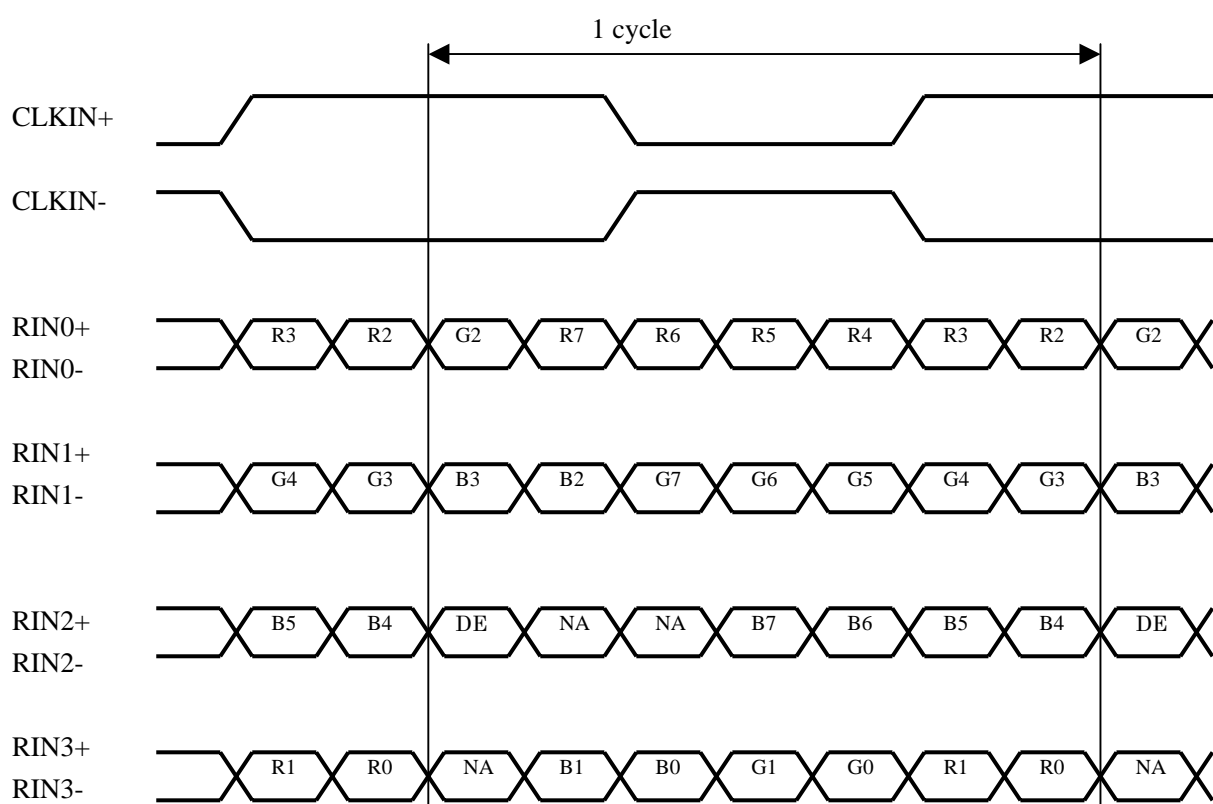 1 cycle
CLKIN+
CLKIN-
RIN0+
R3 R2 G2 R7 R6 R5 R4 R3 R2 G2
RIN0-
RIN1+
G4 G3 B3 B2 G7 G6 G5 G4 G3 B3
RIN1-
RIN2+
B5 B4 DE NA NA B7 B6 B5 B4 DE
RIN2-
RIN3+
R1 R0 NA B1 B0 G1 G0 R1 R0 NA
RIN3-